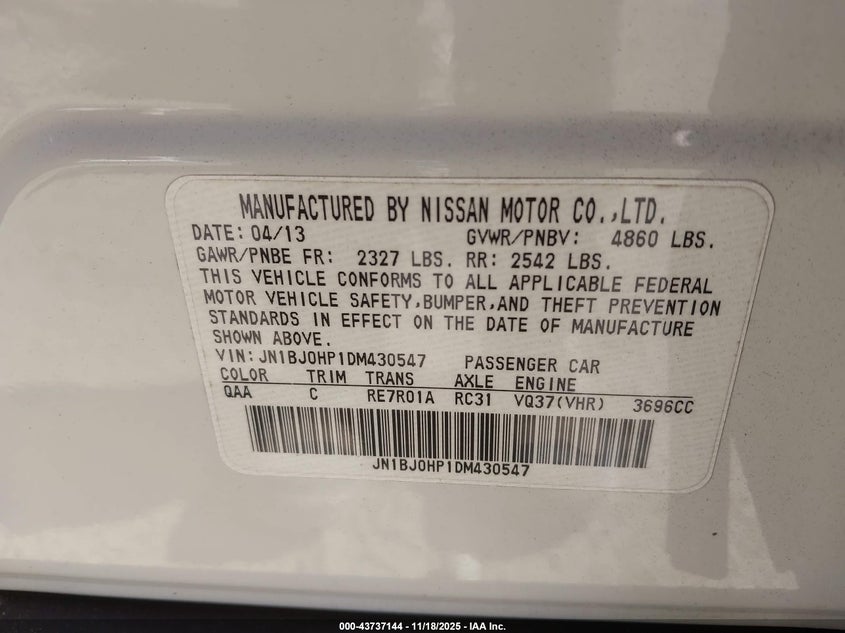 MANUFACTURED BY NISSAN MOTOR CO.,LTD.
DATE: 04/13 GVWR/PNBV: 4860 LBS.
GAWR/PNBE FR: 2327 LBS. RR: 2542 LBS.
THIS VEHICLE CONFORMS TO ALL APPLICABLE FEDERAL
MOTOR VEHICLE SAFETY,BUMPER,AND THEFT PREVENTION
STANDARDS IN EFFECT ON THE DATE OF MANUFACTURE
SHOWN ABOVE.
VIN: JN1BJ0HP1DM430547 PASSENGER CAR
COLOR TRIM TRANS AXLE ENGINE
QAA C RE7R01A RC31 VQ37(VHR) 3696CC
JN1BJ0HP1DM430547
000-43737144 - 11/18/2025 - IAA Inc.